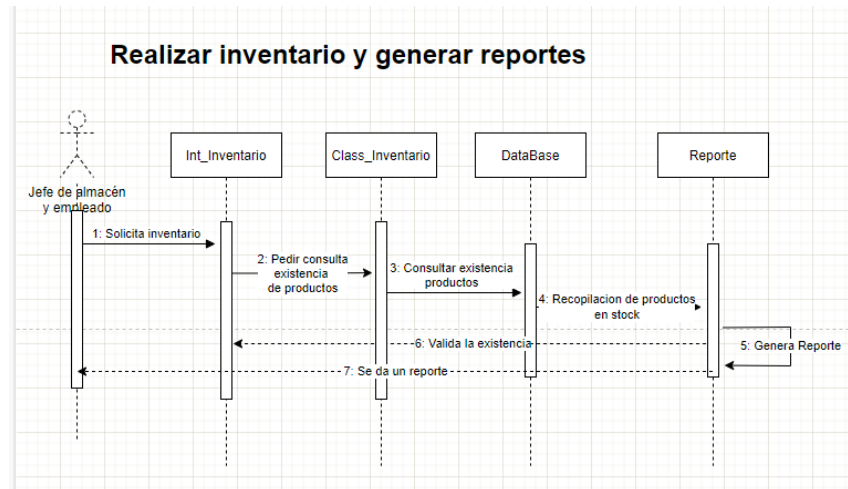 Realizar inventario y generar reportes
Int_Inventario
Class_Inventario
DataBase
Reporte
Jefe de almacén
y empleado
1: Solicita inventario
2: Pedir consulta
existencia
de productos
3: Consultar existencia
productos
4: Recopilacion de productos
en stock
5: Genera Reporte
6: Valida la existencia
7: Se da un reporte